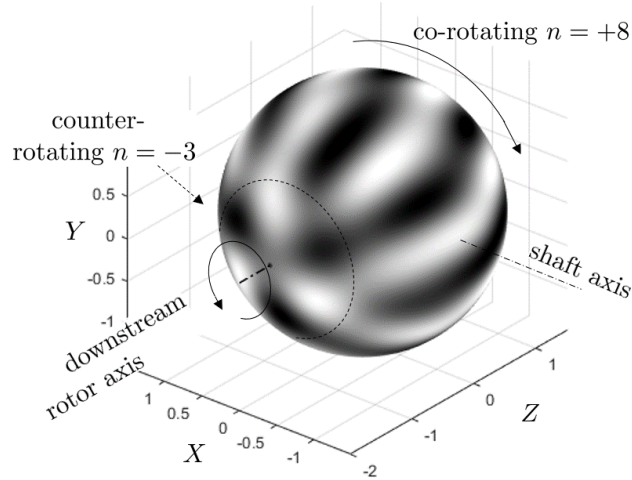 co-rotating n = +8
counter-
rotating n = −3
0.5
Y
0
-0.5
-1
shaft axis
downstream
rotor axis
1
0.5
0
-0.5
-1
X
-2
-1
0
1
Z